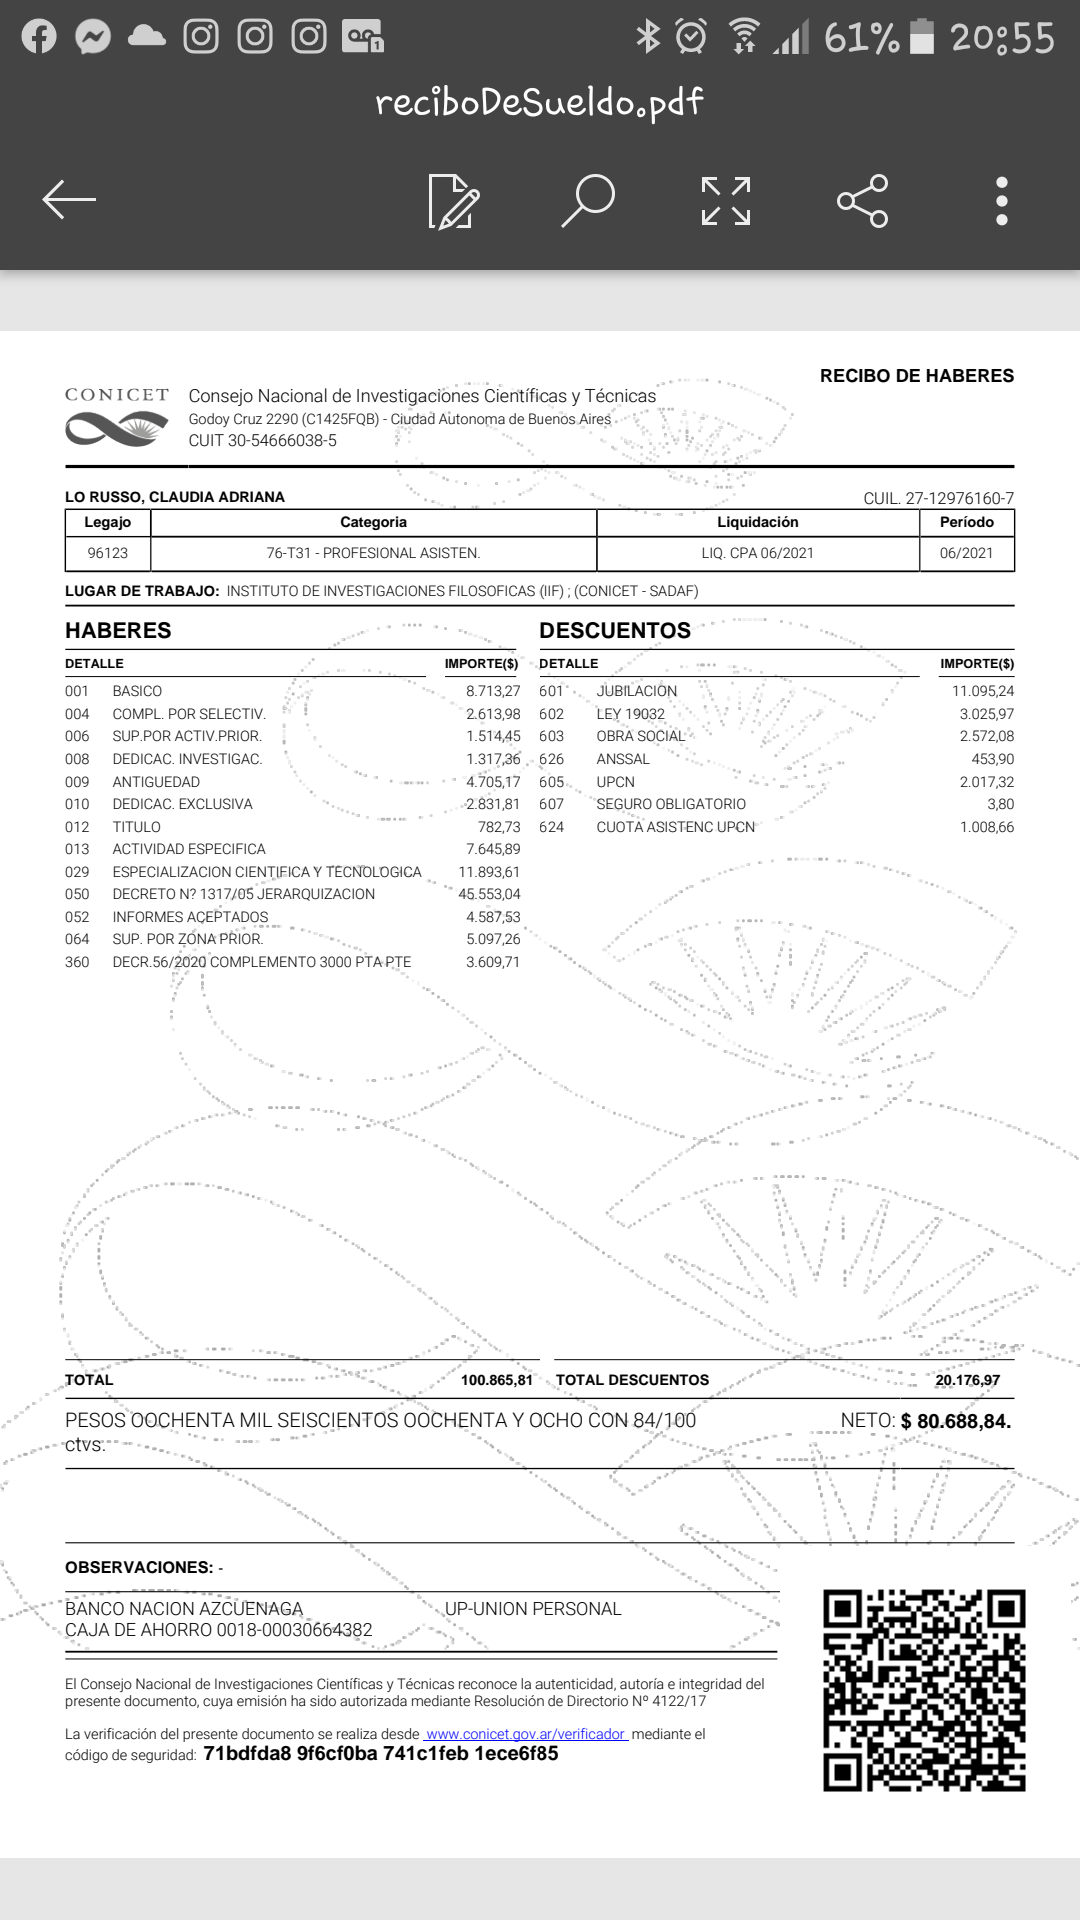 61% 20:55
reciboDeSueldo.pdf
RECIBO DE HABERES
CONICET
Consejo Nacional de Investigaciones Científicas y Técnicas
Godoy Cruz 2290 (C1425FQB) - Ciudad Autonoma de Buenos Aires
CUIT 30-54666038-5
LO RUSSO, CLAUDIA ADRIANA CUIL. 27-12976160-7
Legajo Categoria Liquidación Período
96123 76-T31 - PROFESIONAL ASISTEN. LIQ. CPA 06/2021 06/2021
LUGAR DE TRABAJO: INSTITUTO DE INVESTIGACIONES FILOSOFICAS (IIF) ; (CONICET - SADAF)
HABERES DESCUENTOS
DETALLE IMPORTE($) DETALLE IMPORTE($)
001 BASICO 8.713,27 601 JUBILACION 11.095,24
004 COMPL. POR SELECTIV. 2.613,98 602 LEY 19032 3.025,97
006 SUP.POR ACTIV.PRIOR. 1.514,45 603 OBRA SOCIAL 2.572,08
008 DEDICAC. INVESTIGAC. 1.317,36 626 ANSSAL 453,90
009 ANTIGUEDAD 4.705,17 605 UPCN 2.017,32
010 DEDICAC. EXCLUSIVA 2.831,81 607 SEGURO OBLIGATORIO 3,80
012 TITULO 782,73 624 CUOTA ASISTENC UPCN 1.008,66
013 ACTIVIDAD ESPECIFICA 7.645,89
029 ESPECIALIZACION CIENTIFICA Y TECNOLOGICA 11.893,61
050 DECRETO N? 1317/05 JERARQUIZACION 45.553,04
052 INFORMES ACEPTADOS 4.587,53
064 SUP. POR ZONA PRIOR. 5.097,26
360 DECR.56/2020 COMPLEMENTO 3000 PTA PTE 3.609,71
TOTAL 100.865,81 TOTAL DESCUENTOS 20.176,97
PESOS OOCHENTA MIL SEISCIENTOS OOCHENTA Y OCHO CON 84/100 NETO: $ 80.688,84.
ctvs.
OBSERVACIONES: -
BANCO NACION AZCUENAGA UP-UNION PERSONAL
CAJA DE AHORRO 0018-00030664382
El Consejo Nacional de Investigaciones Científicas y Técnicas reconoce la autenticidad, autoría e integridad del
presente documento, cuya emisión ha sido autorizada mediante Resolución de Directorio Nº 4122/17
La verificación del presente documento se realiza desde www.conicet.gov.ar/verificador mediante el
código de seguridad: 71bdfda8 9f6cf0ba 741c1feb 1ece6f85